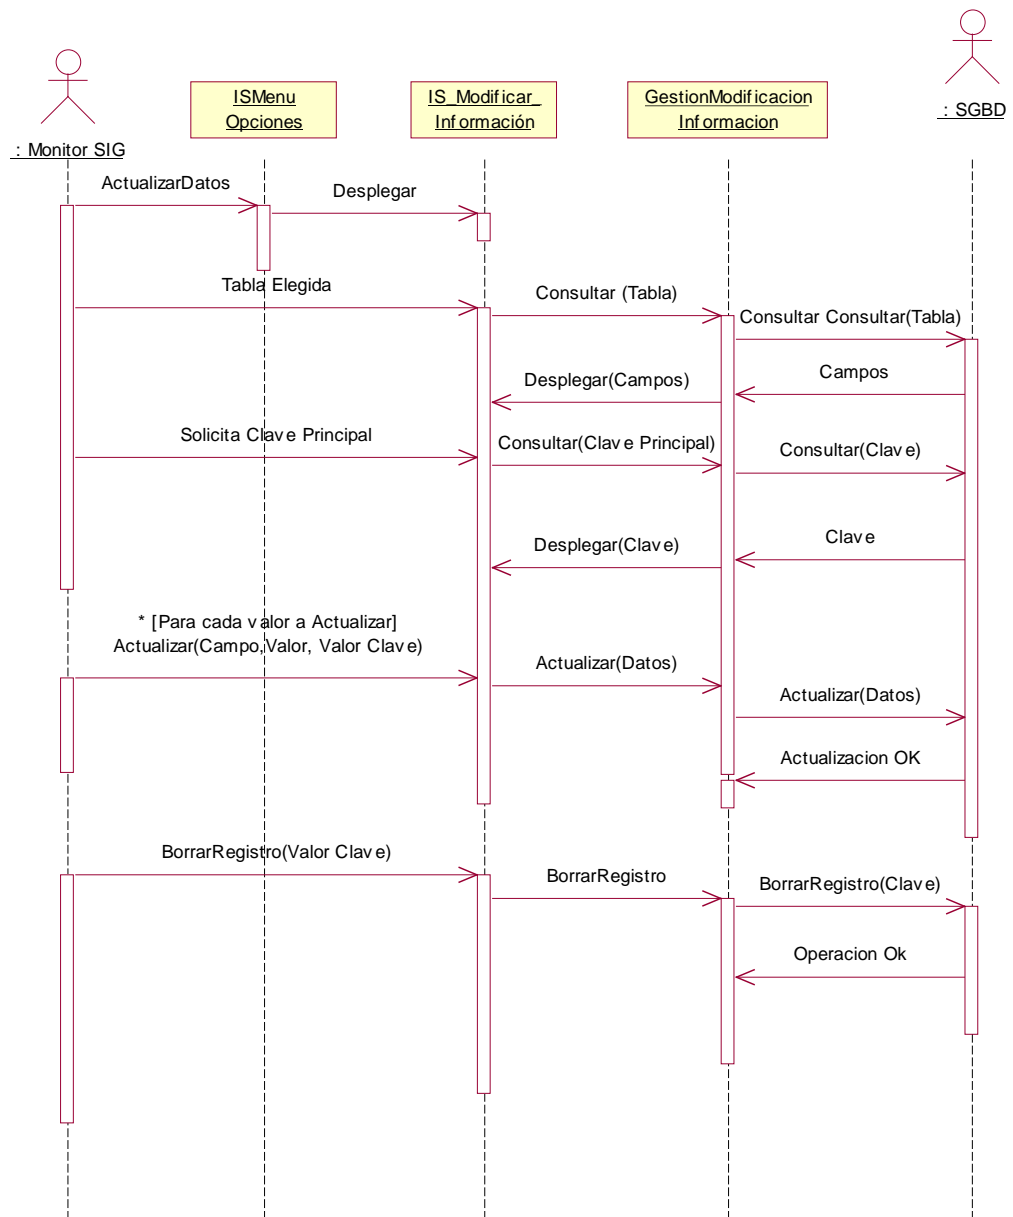 ISMenu
Opciones
IS_Modificar_
Información
GestionModificacion
Informacion
: SGBD
: Monitor SIG
ActualizarDatos
Desplegar
Tabla Elegida
Consultar (Tabla)
Consultar Consultar(Tabla)
Campos
Desplegar(Campos)
Solicita Clave Principal
Consultar(Clave Principal)
Consultar(Clave)
Clave
Desplegar(Clave)
* [Para cada valor a Actualizar]
Actualizar(Campo,Valor, Valor Clave)
Actualizar(Datos)
Actualizar(Datos)
Actualizacion OK
BorrarRegistro(Valor Clave)
BorrarRegistro
BorrarRegistro(Clave)
Operacion Ok